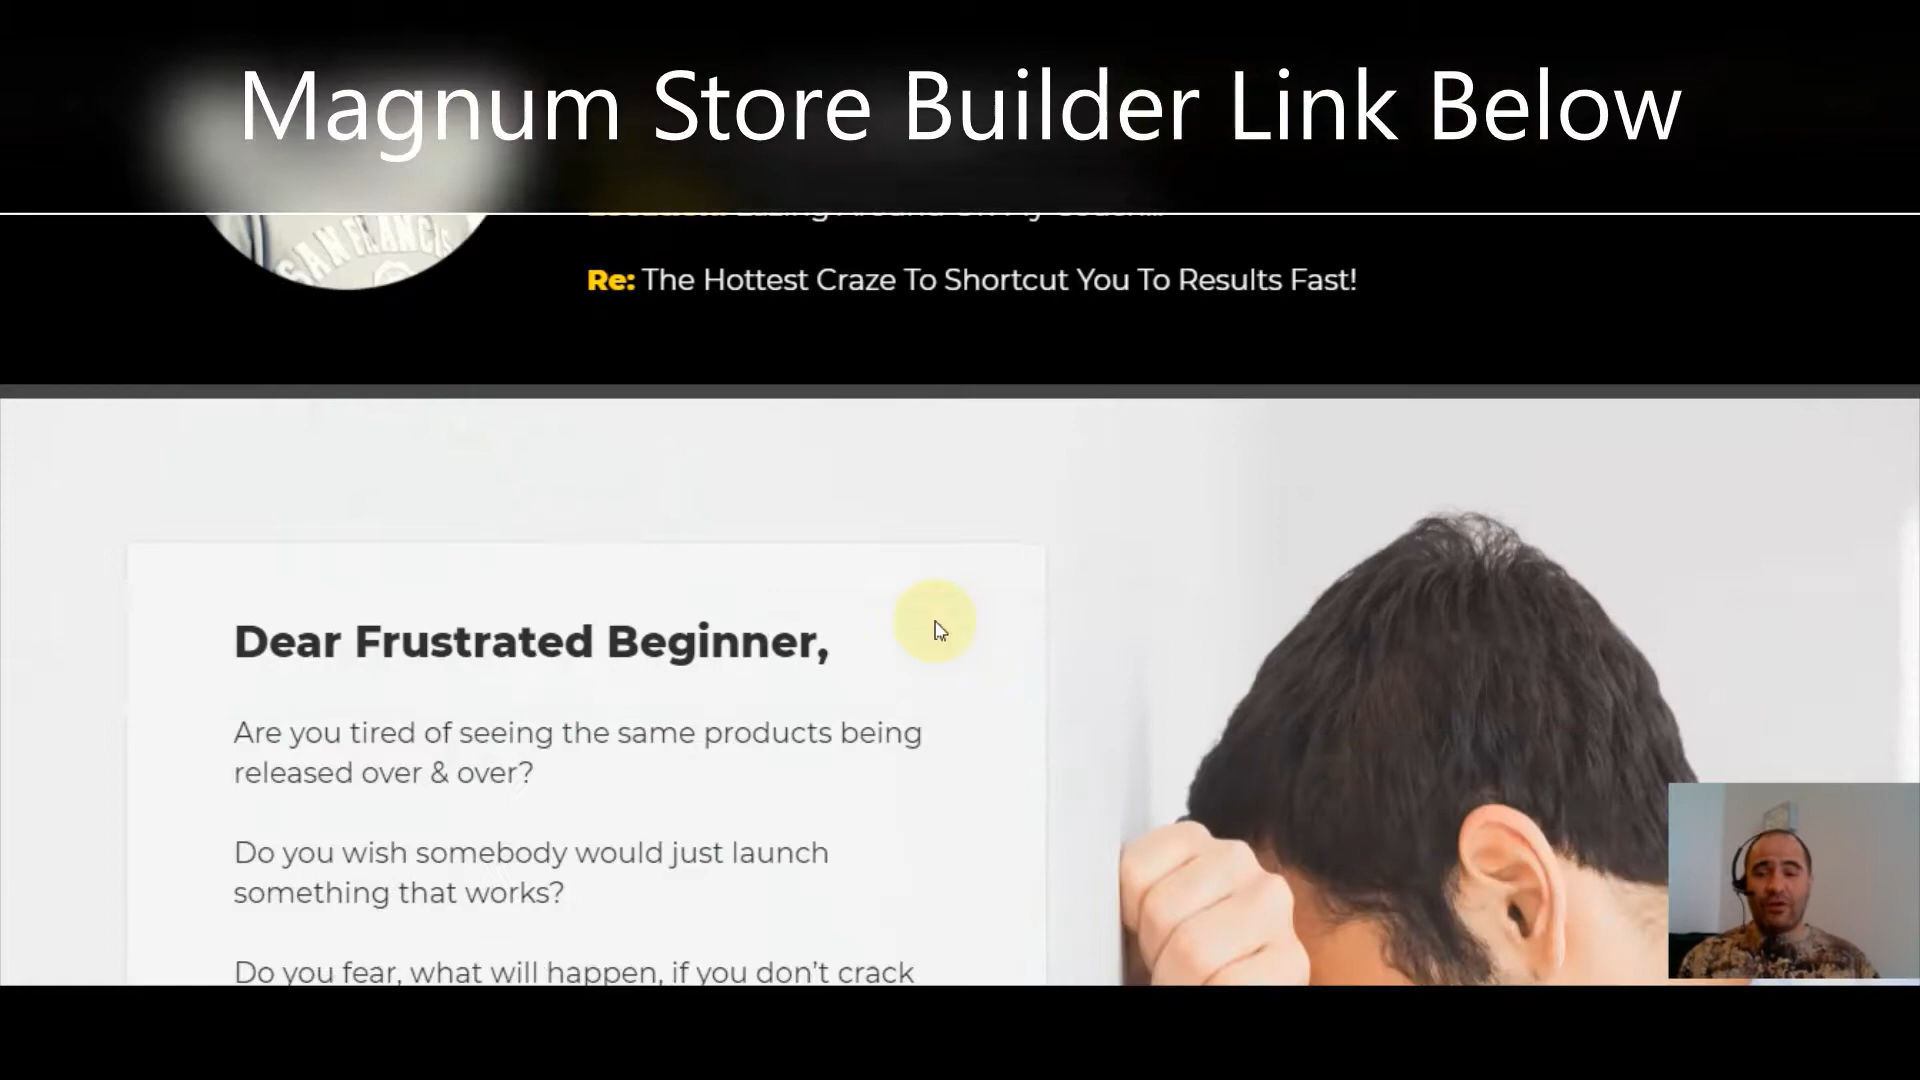 Magnum Store Builder Link Below
SAN FRANCIS
Re: The Hottest Craze To Shortcut You To Results Fast!
Dear Frustrated Beginner,
Are you tired of seeing the same products being
released over & over?
Do you wish somebody would just launch
something that works?
Do you fear, what will happen, if you don't crack